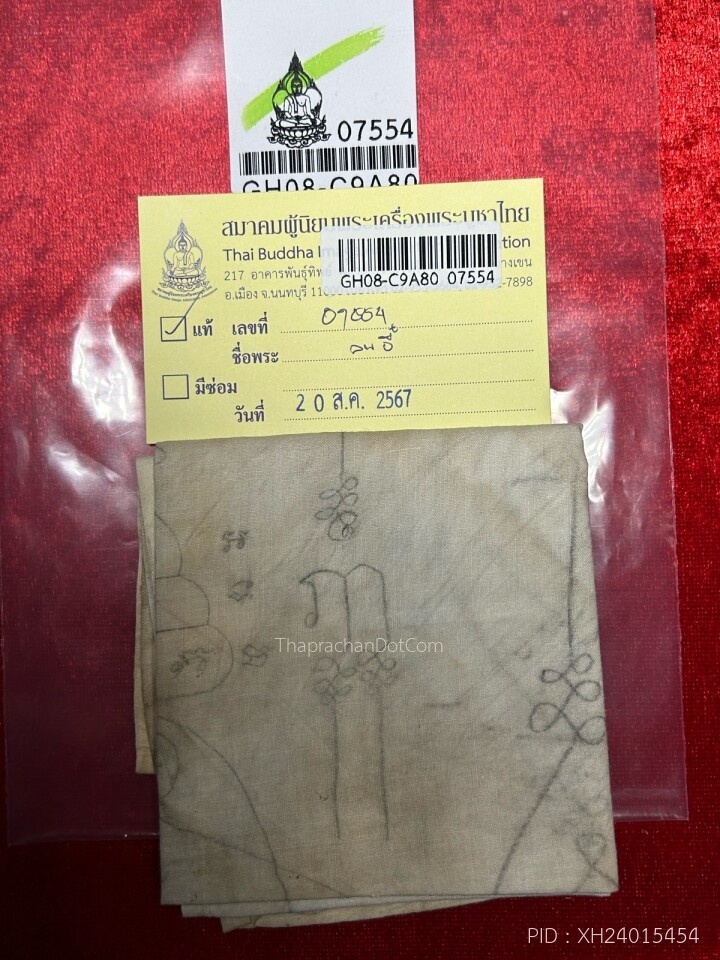 07554
GH08-C9A80
สมาคมผู้นิยมพระเครื่องพระบูชาไทย
Thai Buddha
217 อาคารพันธุ์ทิพย์
อ.เมือง จ.นนทบุรี 7898
GH08-C9A80 07554
แท้ เลขที่ 07554
ชื่อพระ
มีซ่อม
วันที่ 20 ส.ค. 2567
ThaprachanDotCom
PID : XH24015454